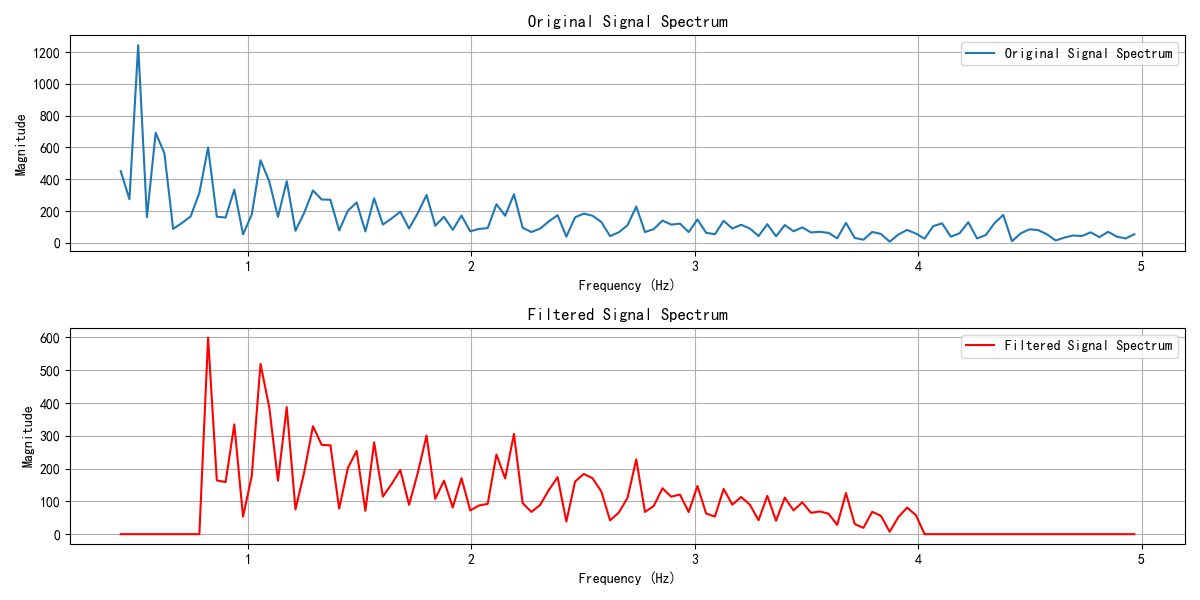 Original Signal Spectrum
Original Signal Spectrum
1200
1000
800
600
400
200
0
Magnitude
1 2 3 4 5
Frequency (Hz)
Filtered Signal Spectrum
Filtered Signal Spectrum
600
500
400
300
200
100
0
Magnitude
1 2 3 4 5
Frequency (Hz)